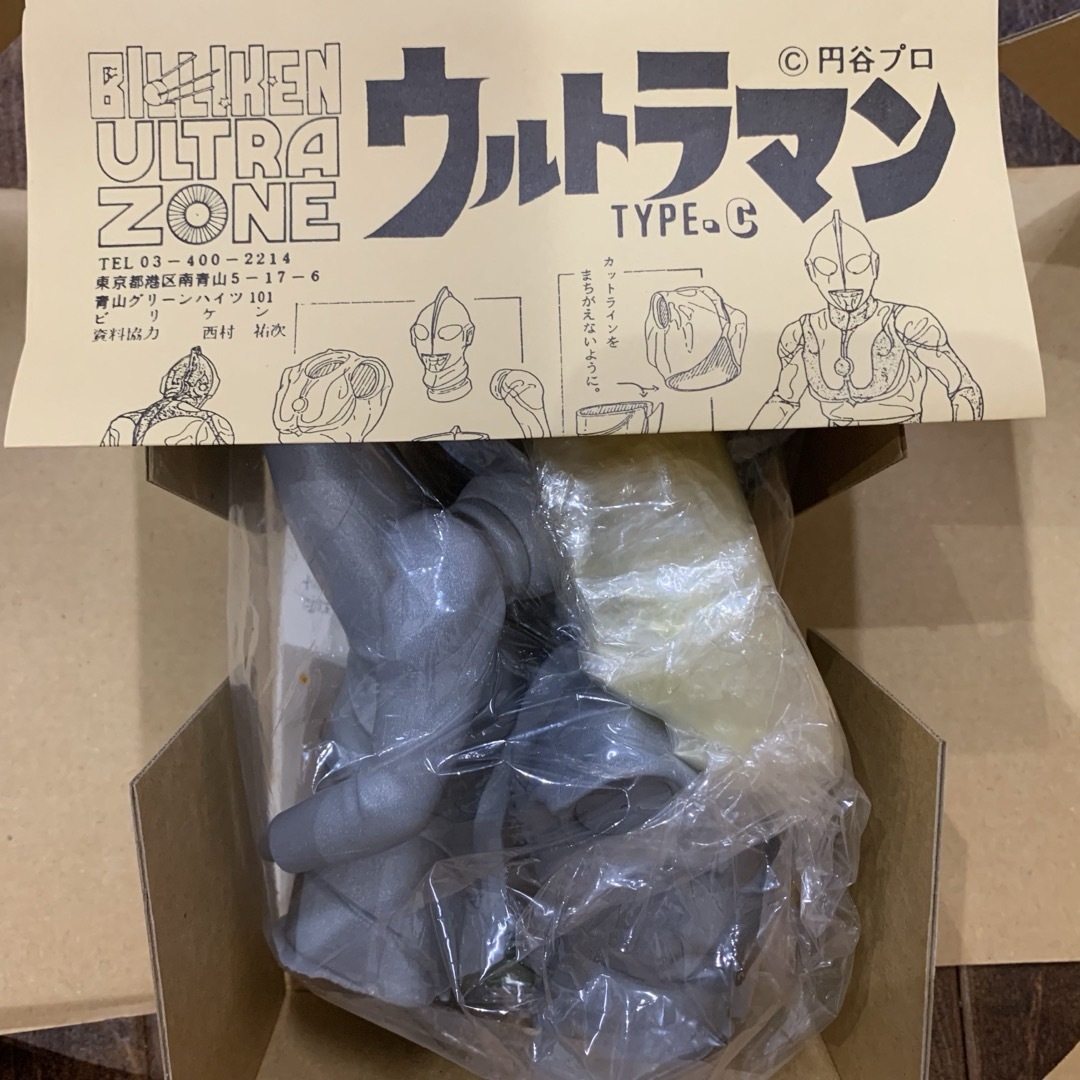 BILLIKEN
ULTRA
ZONE
TEL 03-400-2214
東京都港区南青山5-17-6
青山グリーンハイツ101
ビリケン
資料協力 西村祐次
ウルトラマン
TYPE・C
©円谷プロ
カットラインを
まちがえないように。